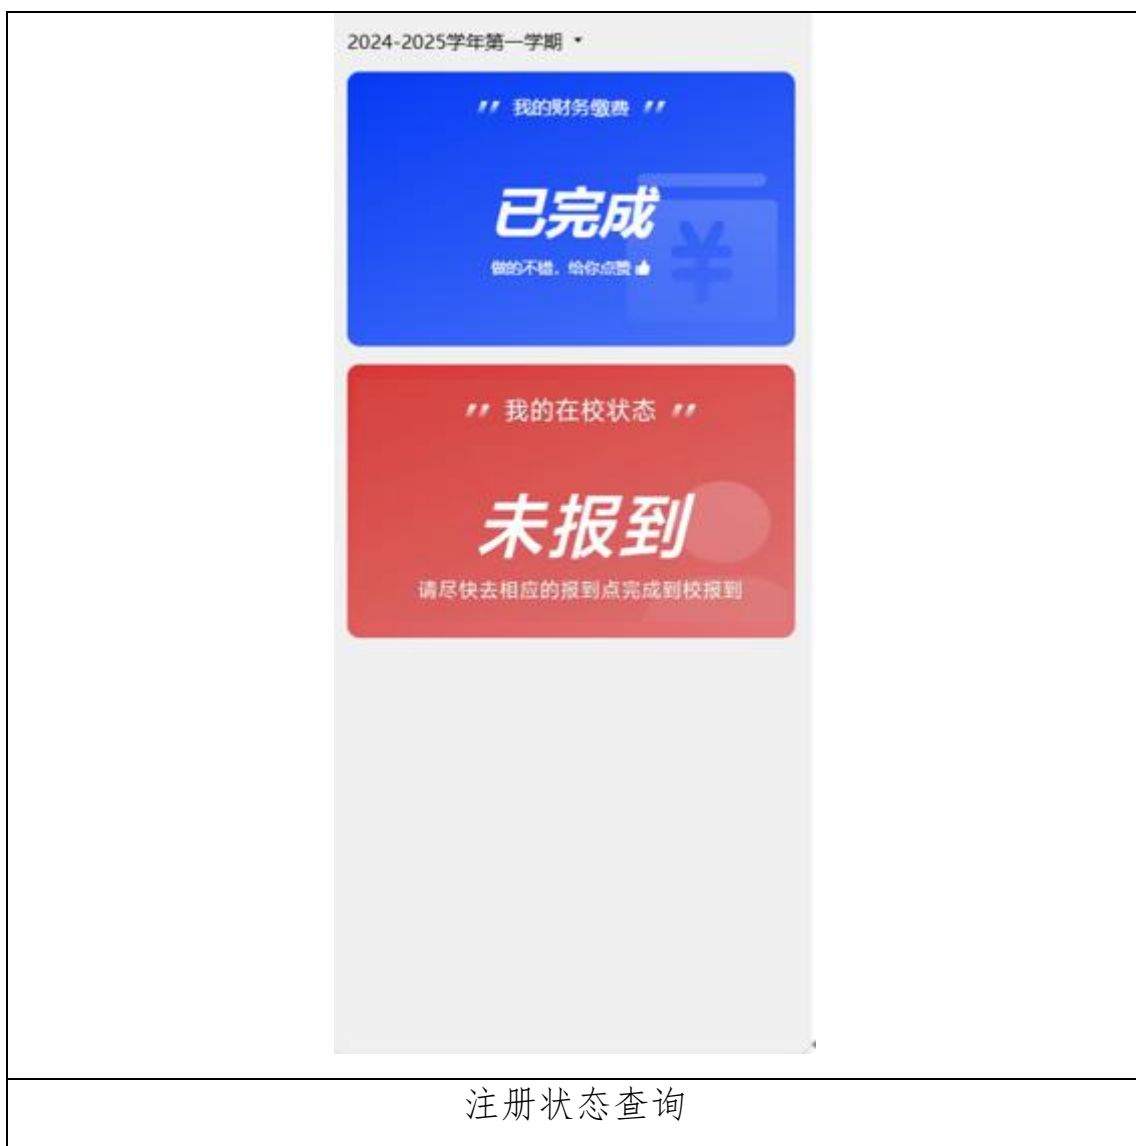 2024-2025学年第一学期
我的财务缴费
已完成
做的不错，给你点赞
我的在校状态
未报到
请尽快去相应的报到点完成到校报到
注册状态查询